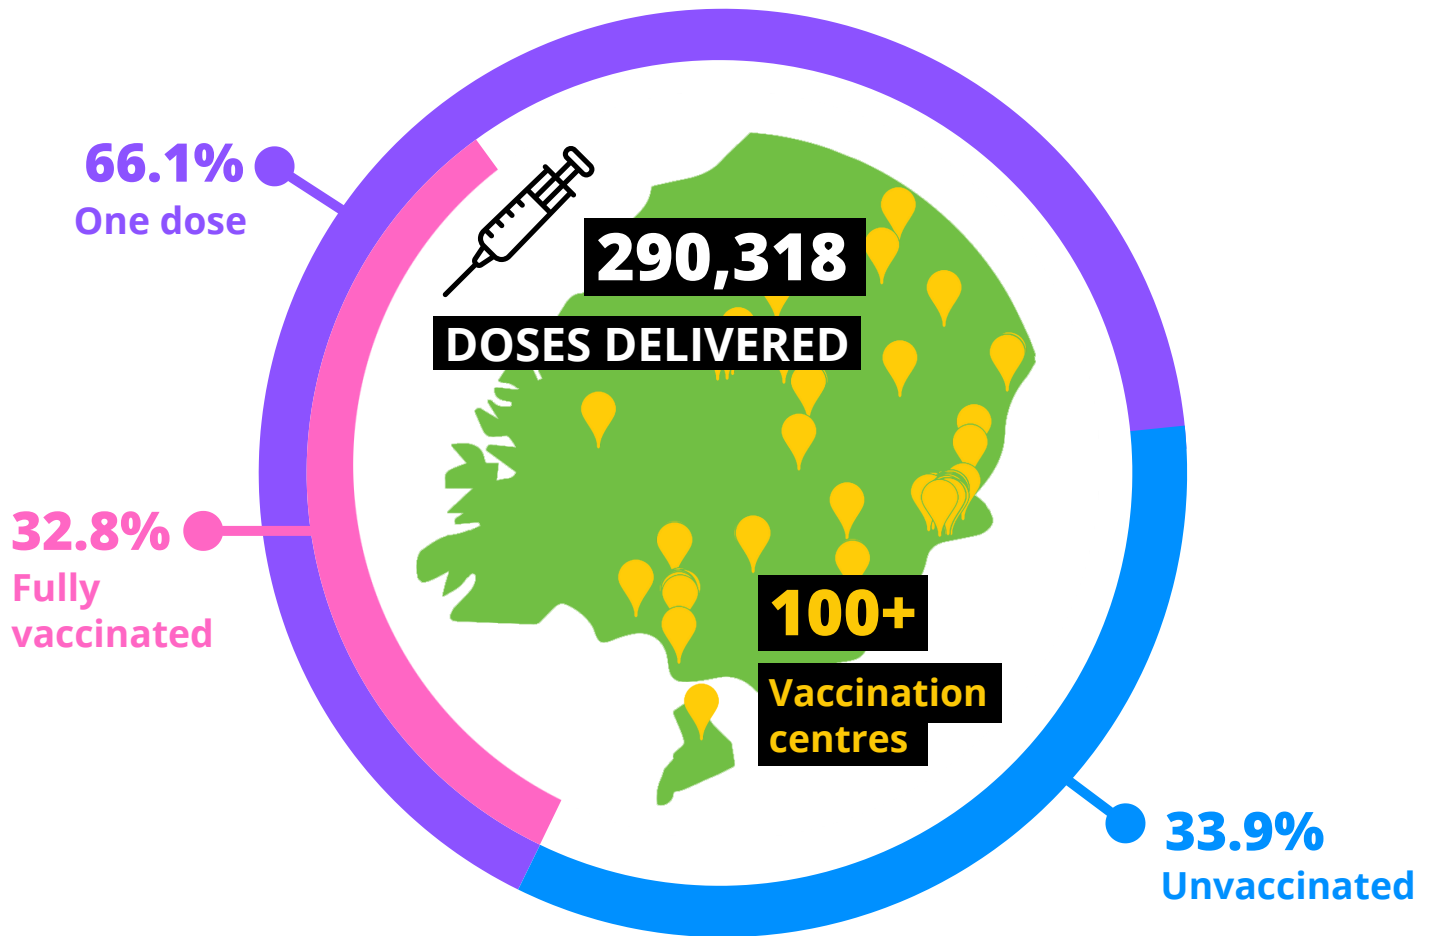 66.1%
One dose
290,318
DOSES DELIVERED
32.8%
Fully
vaccinated
100+
Vaccination
centres
33.9%
Unvaccinated